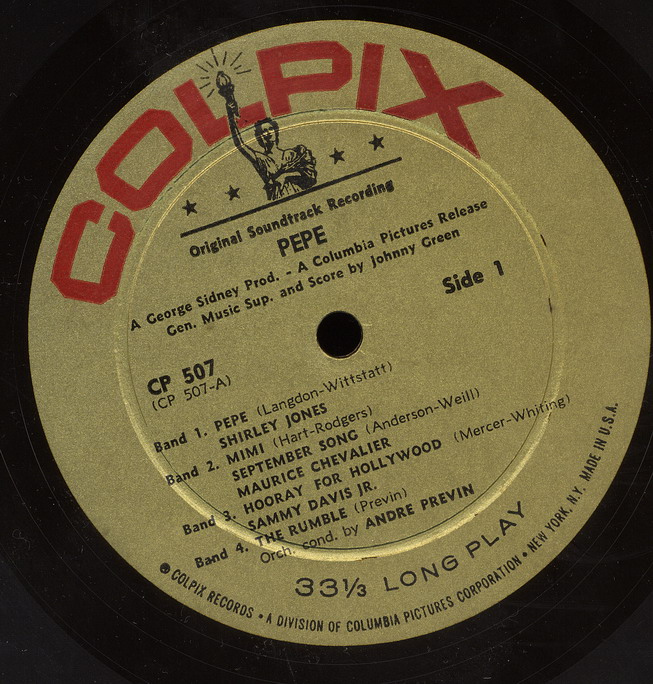 COLPIX
Original Soundtrack Recording
PEPE
A George Sidney Prod. - A Columbia Pictures Release
Gen. Music Sup. and Score by Johnny Green
Side 1
CP 507
(CP 507-A)
Band 1. PEPE (Langdon-Wittstatt)
SHIRLEY JONES
Band 2. MIMI (Hart-Rodgers)
SEPTEMBER SONG (Anderson-Weill)
MAURICE CHEVALIER
Band 3. HOORAY FOR HOLLYWOOD (Mercer-Whiting)
SAMMY DAVIS JR.
Band 4. THE RUMBLE (Previn)
Orch. cond. by ANDRE PREVIN
33⅓ LONG PLAY
COLPIX RECORDS • A DIVISION OF COLUMBIA PICTURES CORPORATION • NEW YORK, N.Y. MADE IN U.S.A.